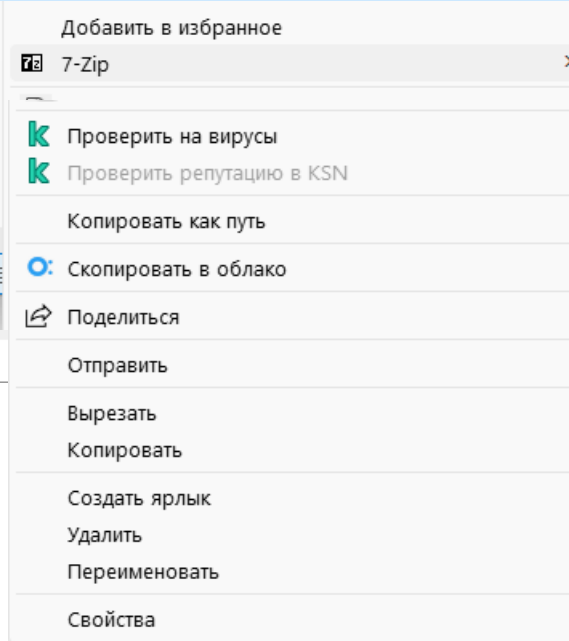 Добавить в избранное
7-Zip
Проверить на вирусы
Проверить репутацию в KSN
Копировать как путь
Скопировать в облако
Поделиться
Отправить
Вырезать
Копировать
Создать ярлык
Удалить
Переименовать
Свойства